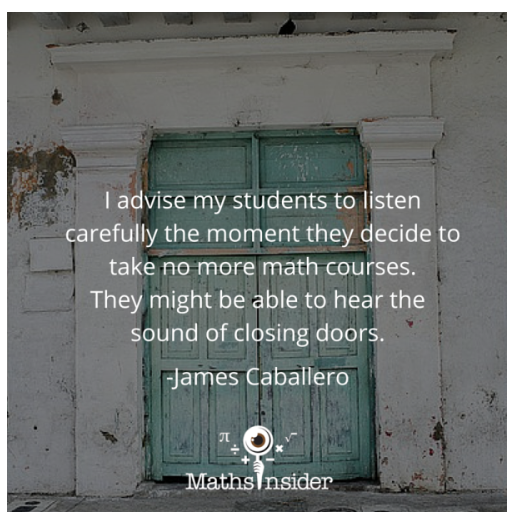 I advise my students to listen
carefully the moment they decide to
take no more math courses.
They might be able to hear the
sound of closing doors.
-James Caballero
π √
÷ + - ×
Maths Insider